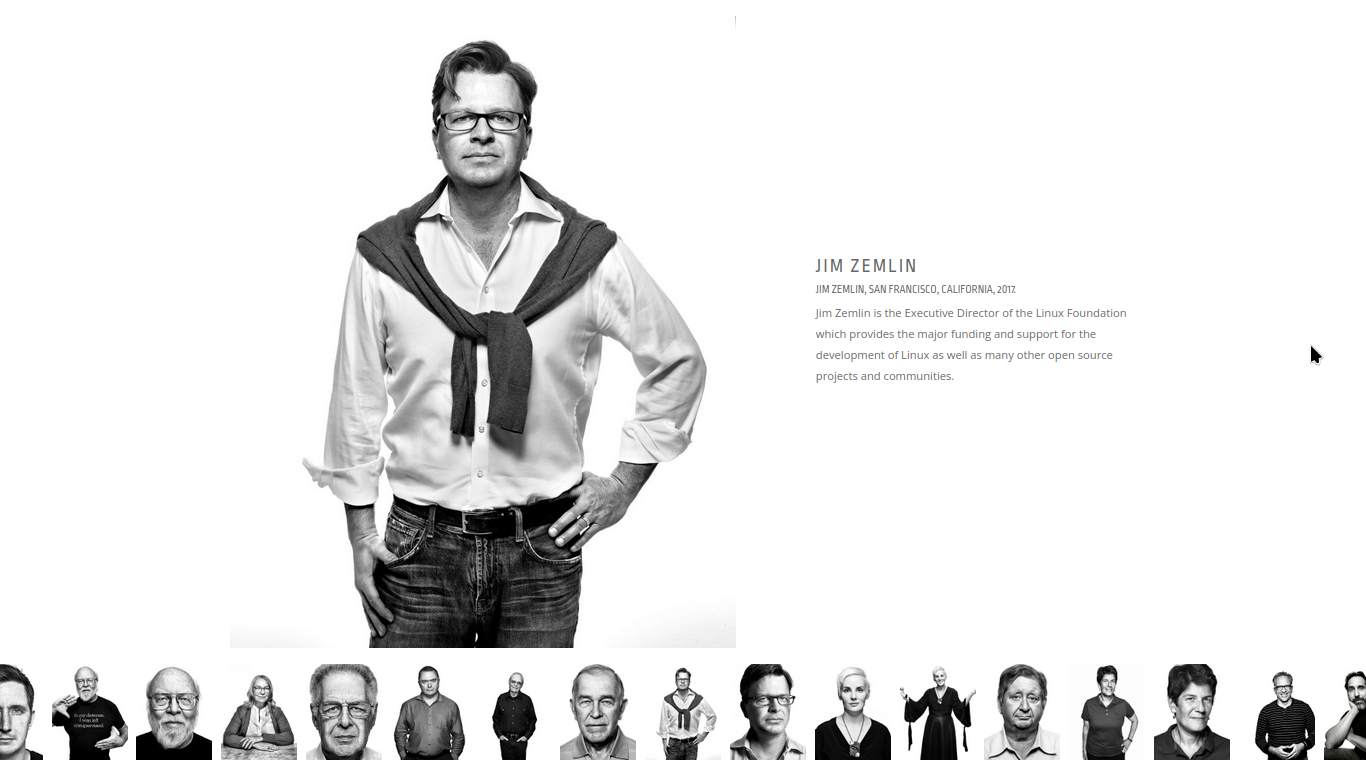 JIM ZEMLIN
JIM ZEMLIN, SAN FRANCISCO, CALIFORNIA, 2017.
Jim Zemlin is the Executive Director of the Linux Foundation
which provides the major funding and support for the
development of Linux as well as many other open source
projects and communities.